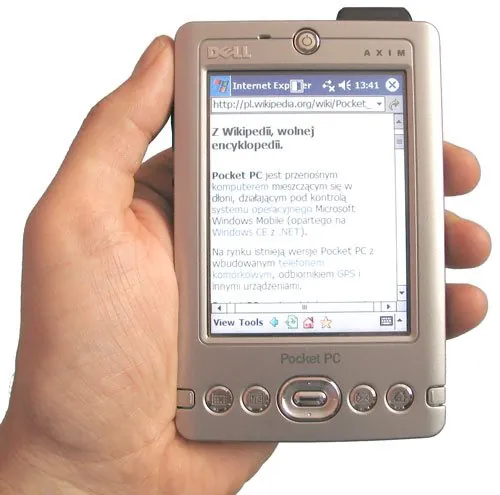 DELL
AXIM
Internet Explorer 13:41
http://pl.wikipedia.org/wiki/Pocket_
Z Wikipedii, wolnej
encyklopedii.
Pocket PC jest przenośnym
komputerem mieszczącym się w
dłoni, działającym pod kontrolą
systemu operacyjnego Microsoft
Windows Mobile (opartego na
Windows CE z .NET).
Na rynku istnieją wersje Pocket PC z
wbudowanym telefonem
komórkowym, odbiornikiem GPS i
innymi urządzeniami.
View Tools
Pocket PC